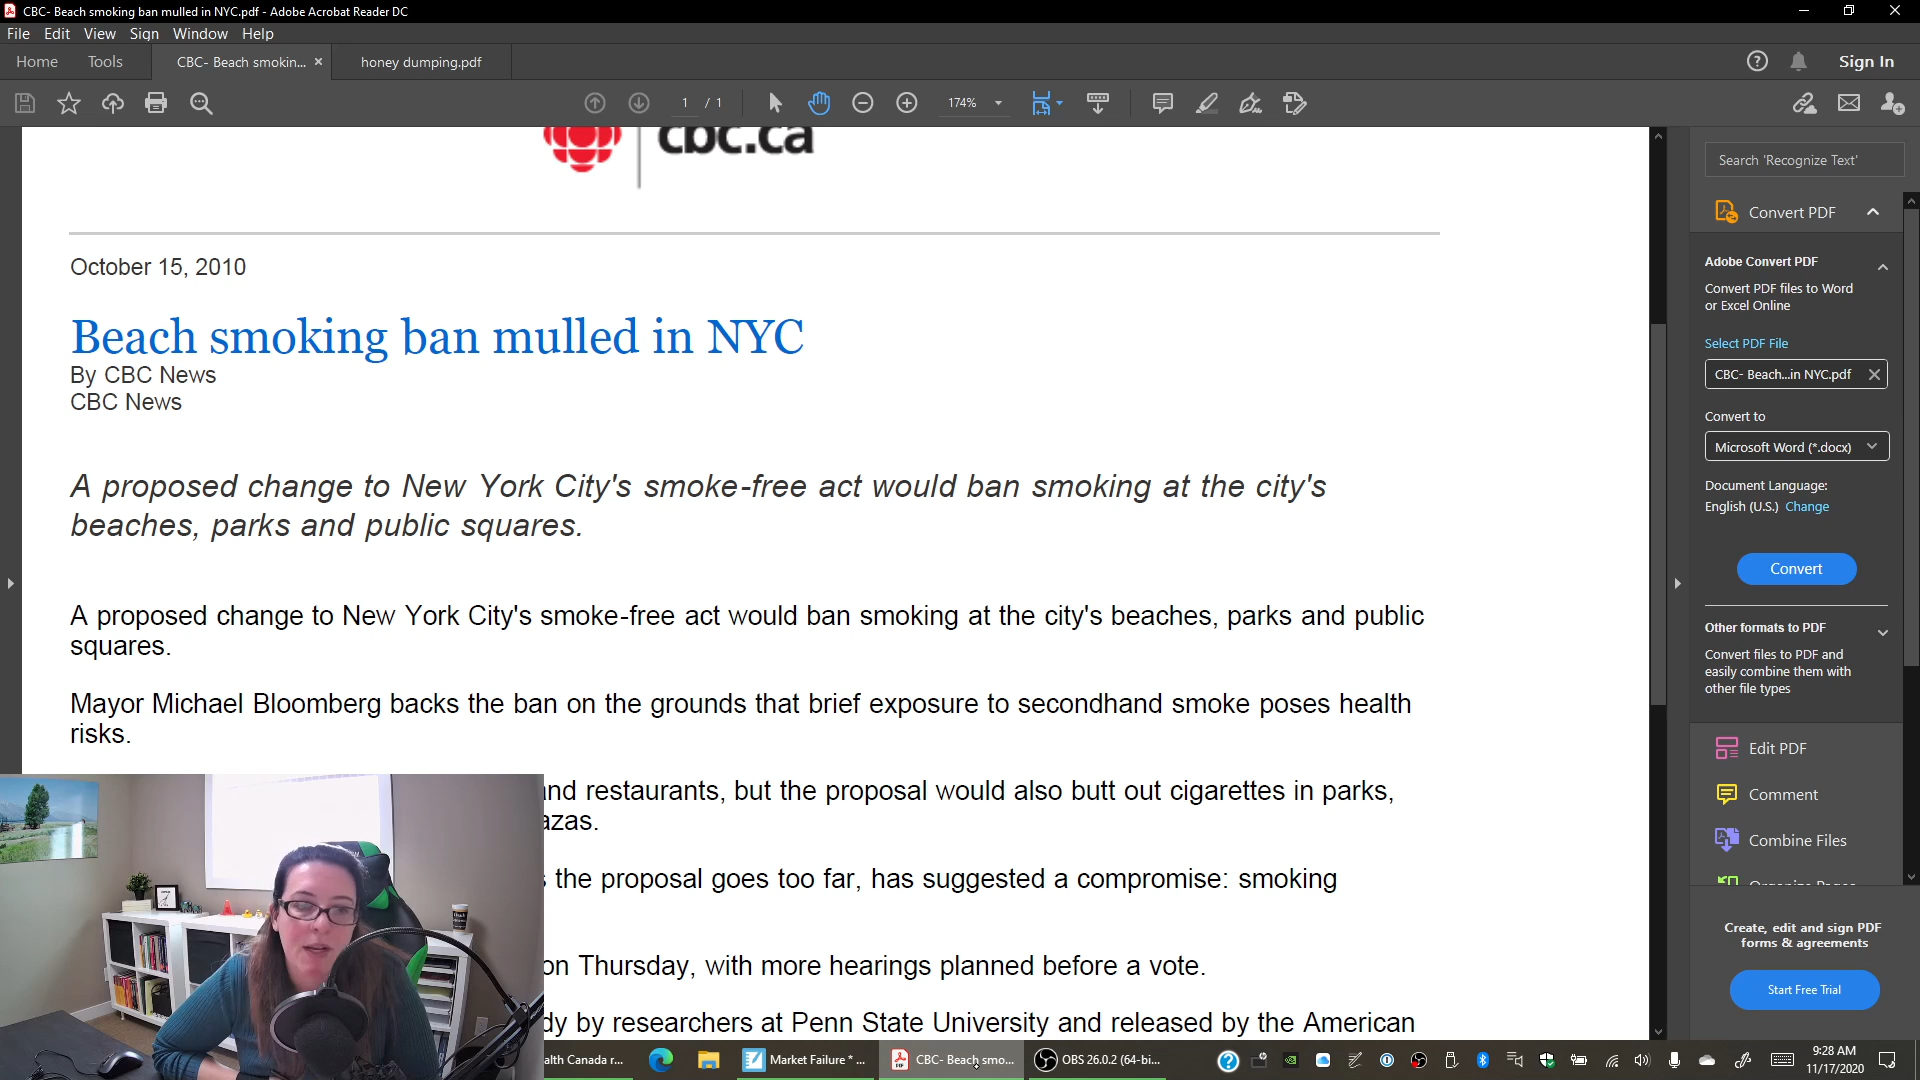 CBC- Beach smoking ban mulled in NYC.pdf - Adobe Acrobat Reader DC
File Edit View Sign Window Help
Home Tools CBC- Beach smokin... honey dumping.pdf Sign In
1 / 1 174%
cbc.ca
October 15, 2010
Beach smoking ban mulled in NYC
By CBC News
CBC News
A proposed change to New York City's smoke-free act would ban smoking at the city's
beaches, parks and public squares.
A proposed change to New York City's smoke-free act would ban smoking at the city's beaches, parks and public
squares.
Mayor Michael Bloomberg backs the ban on the grounds that brief exposure to secondhand smoke poses health
risks.
and restaurants, but the proposal would also butt out cigarettes in parks,
azas.
the proposal goes too far, has suggested a compromise: smoking
on Thursday, with more hearings planned before a vote.
dy by researchers at Penn State University and released by the American
Search 'Recognize Text'
Convert PDF
Adobe Convert PDF
Convert PDF files to Word
or Excel Online
Select PDF File
CBC- Beach...in NYC.pdf
Convert to
Microsoft Word (*.docx)
Document Language:
English (U.S.) Change
Convert
Other formats to PDF
Convert files to PDF and
easily combine them with
other file types
Edit PDF
Comment
Combine Files
Organize Pages
Create, edit and sign PDF
forms & agreements
Start Free Trial
alth Canada r... Market Failure * ... CBC- Beach smo... OBS 26.0.2 (64-bi... 9:28 AM
11/17/2020